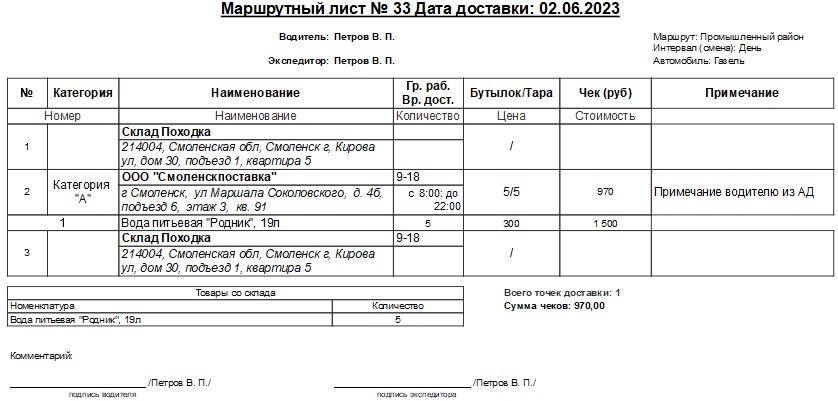 Маршрутный лист № 33 Дата доставки: 02.06.2023
Водитель: Петров В. П.
Маршрут: Промышленный район
Интервал (смена): День
Экспедитор: Петров В. П.
Автомобиль: Газель
№ Категория Наименование Гр. раб. Вр. дост. Бутылок/Тара Чек (руб) Примечание
Номер Наименование Количество Цена Стоимость
1 Склад Походка /
214004, Смоленская обл, Смоленск г, Кирова
ул, дом 30, подъезд 1, квартира 5
2 Категория "А" ООО "Смоленскпоставка" 9-18 5/5 970 Примечание водителю из АД
г Смоленск, ул Маршала Соколовского, д. 4б, с 8:00: до
подъезд 6, этаж 3, кв. 91 22:00
1 Вода питьевая "Родник", 19л 5 300 1 500
3 Склад Походка 9-18 /
214004, Смоленская обл, Смоленск г, Кирова
ул, дом 30, подъезд 1, квартира 5
Товары со склада
Номенклатура Количество
Вода питьевая "Родник", 19л 5
Всего точек доставки: 1
Сумма чеков: 970,00
Комментарий:
/Петров В. П./ /Петров В. П./
подпись водителя подпись экспедитора